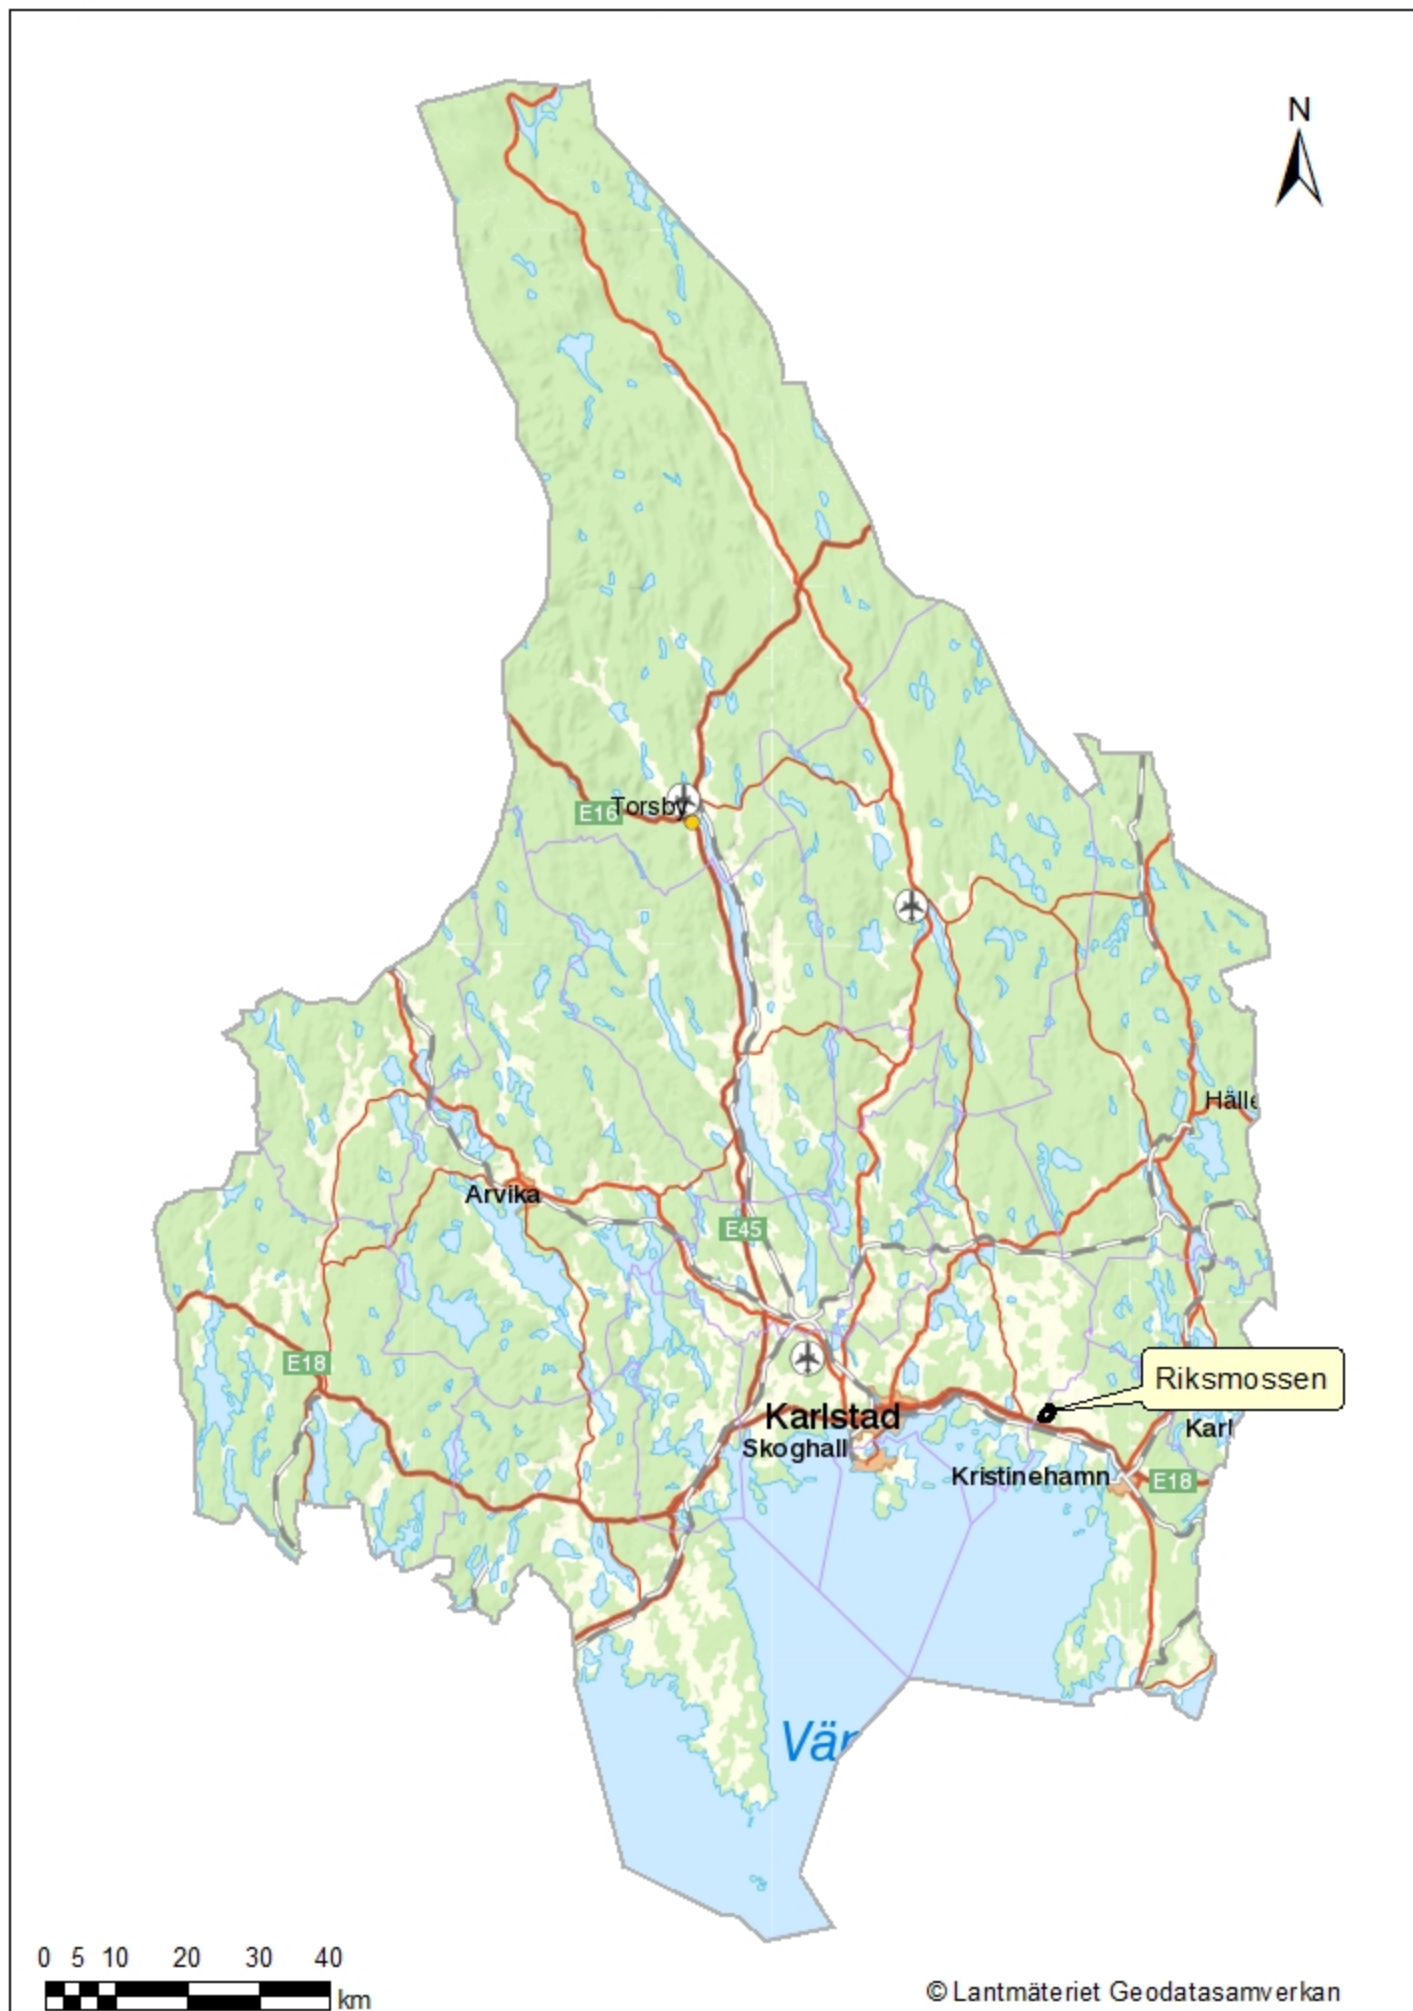 N
E16
Torsby
Hälle
Arvika
E45
E18
Riksmossen
Karlstad
Karl
Skoghall
Kristinehamn
E18
Vär
0 5 10 20 30 40
km
© Lantmäteriet Geodatasamverkan